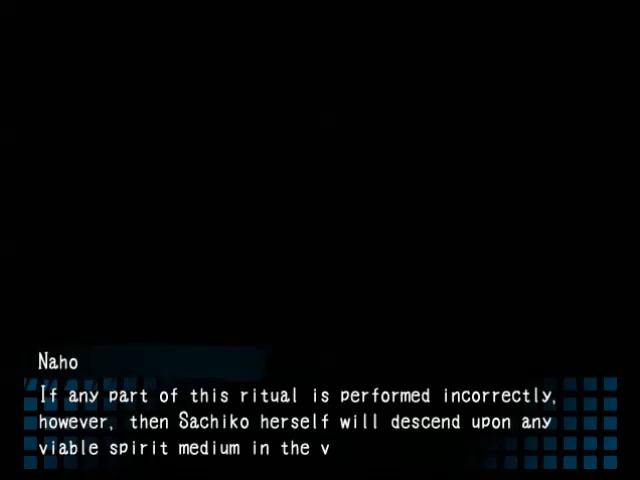 Naho
If any part of this ritual is performed incorrectly,
however, then Sachiko herself will descend upon any
viable spirit medium in the v